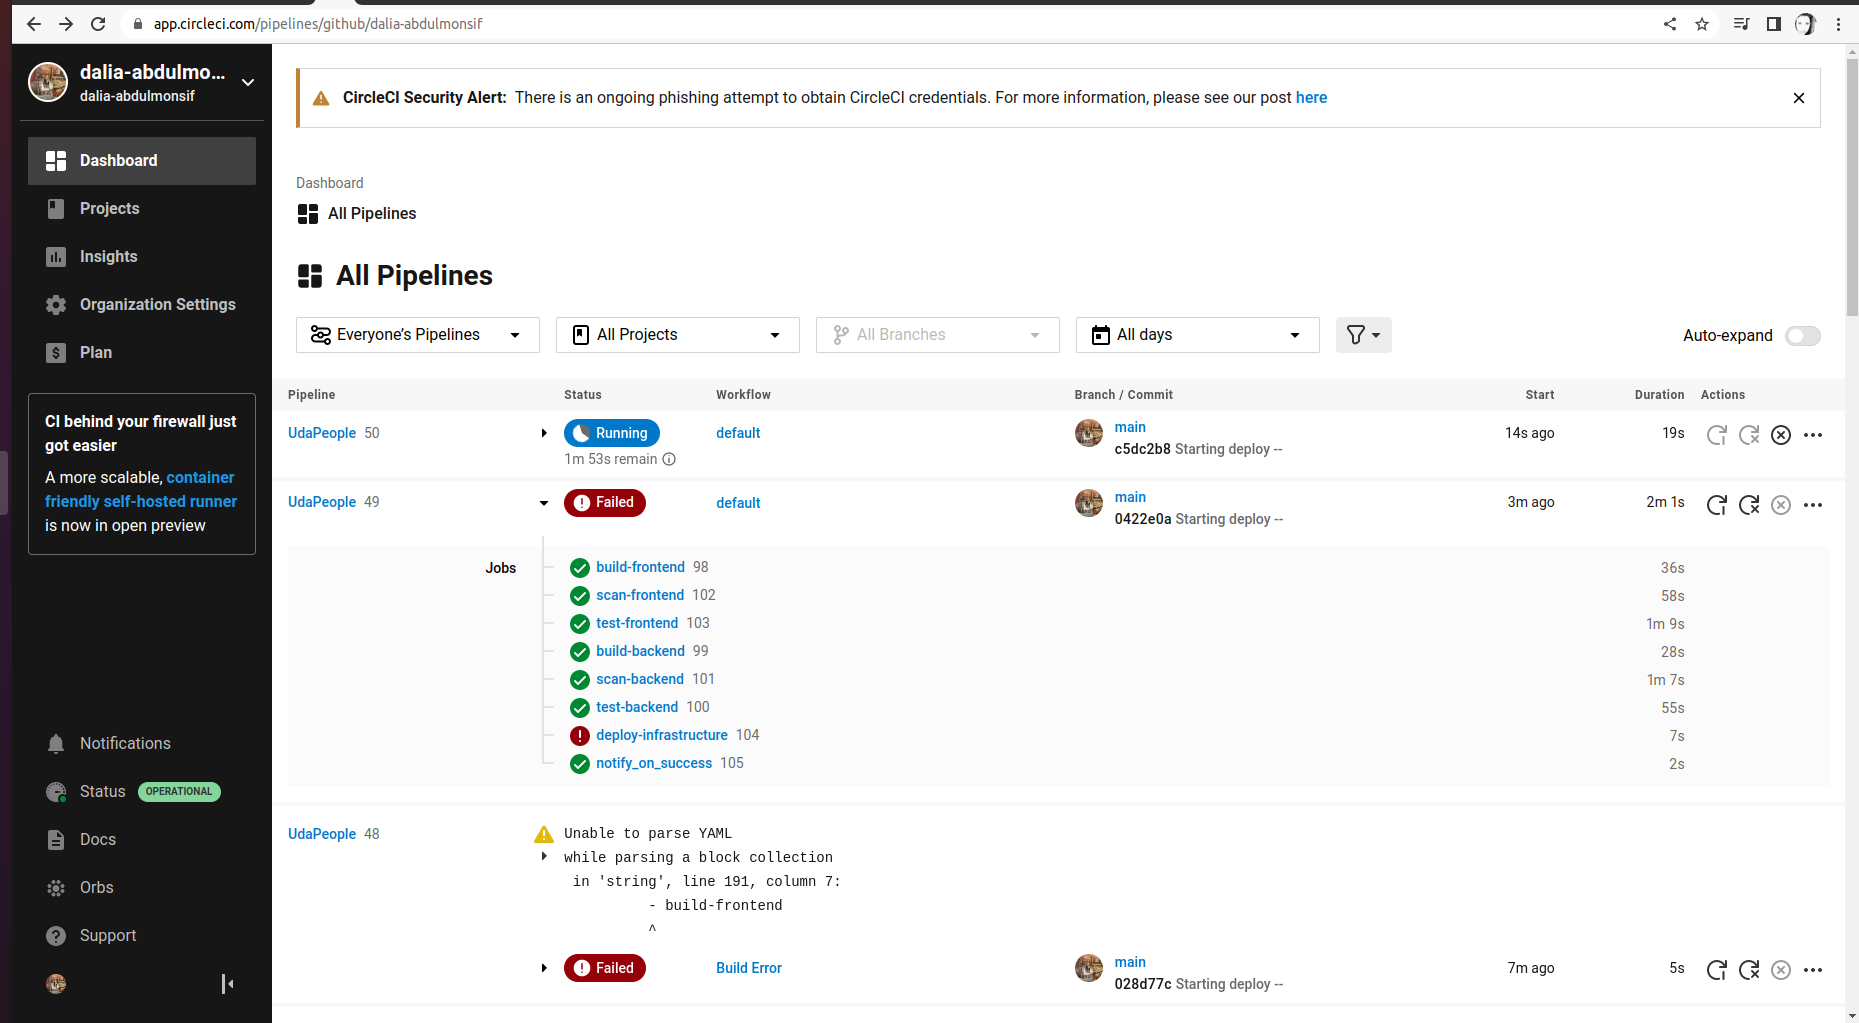 app.circleci.com/pipelines/github/dalia-abdulmonsif
dalia-abdulmo...
dalia-abdulmonsif
Dashboard
Projects
Insights
Organization Settings
Plan
CI behind your firewall just
got easier
A more scalable, container
friendly self-hosted runner
is now in open preview
Notifications
Status OPERATIONAL
Docs
Orbs
Support
CircleCI Security Alert: There is an ongoing phishing attempt to obtain CircleCI credentials. For more information, please see our post here
Dashboard
All Pipelines
All Pipelines
Everyone's Pipelines All Projects All Branches All days Auto-expand
Pipeline Status Workflow Branch / Commit Start Duration Actions
UdaPeople 50 Running default main 14s ago 19s
1m 53s remain c5dc2b8 Starting deploy --
UdaPeople 49 Failed default main 3m ago 2m 1s
0422e0a Starting deploy --
Jobs build-frontend 98 36s
scan-frontend 102 58s
test-frontend 103 1m 9s
build-backend 99 28s
scan-backend 101 1m 7s
test-backend 100 55s
deploy-infrastructure 104 7s
notify_on_success 105 2s
UdaPeople 48 Unable to parse YAML
while parsing a block collection
in 'string', line 191, column 7:
- build-frontend
^
Failed Build Error main 7m ago 5s
028d77c Starting deploy --